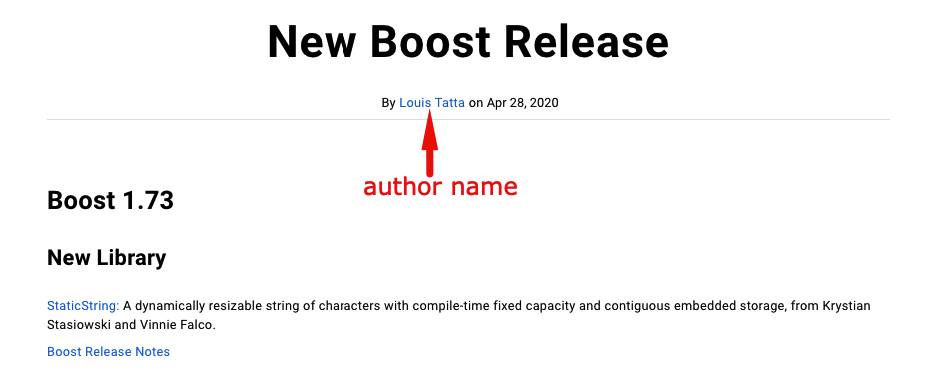 New Boost Release
By Louis Tatta on Apr 28, 2020
author name
Boost 1.73
New Library
StaticString: A dynamically resizable string of characters with compile-time fixed capacity and contiguous embedded storage, from Krystian
Stasiowski and Vinnie Falco.
Boost Release Notes